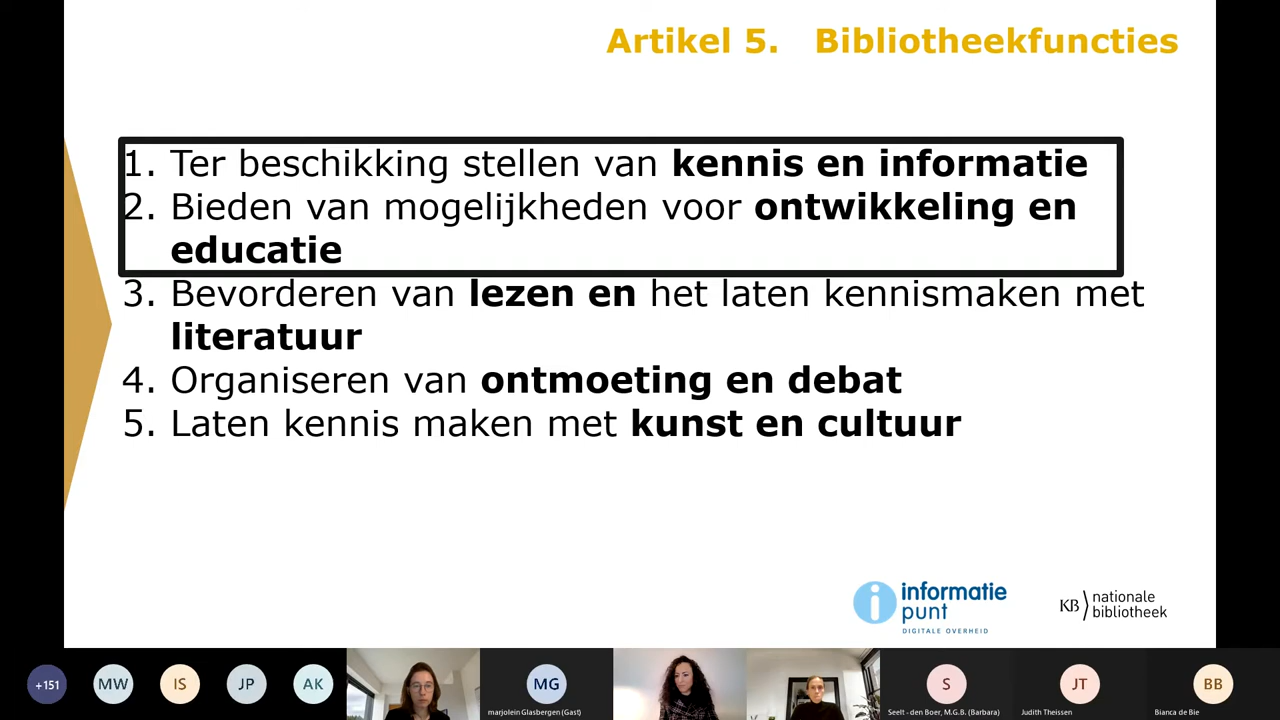 Artikel 5. Bibliotheekfuncties
1. Ter beschikking stellen van kennis en informatie
2. Bieden van mogelijkheden voor ontwikkeling en
educatie
3. Bevorderen van lezen en het laten kennismaken met
literatuur
4. Organiseren van ontmoeting en debat
5. Laten kennis maken met kunst en cultuur
i informatie
punt
DIGITALE OVERHEID
KB nationale
bibliotheek
+151 MW IS JP AK MG S JT BB
marjolein Glasbergen (Gast) Seelt - den Boer, M.G.B. (Barbara) Judith Theissen Bianca de Bie